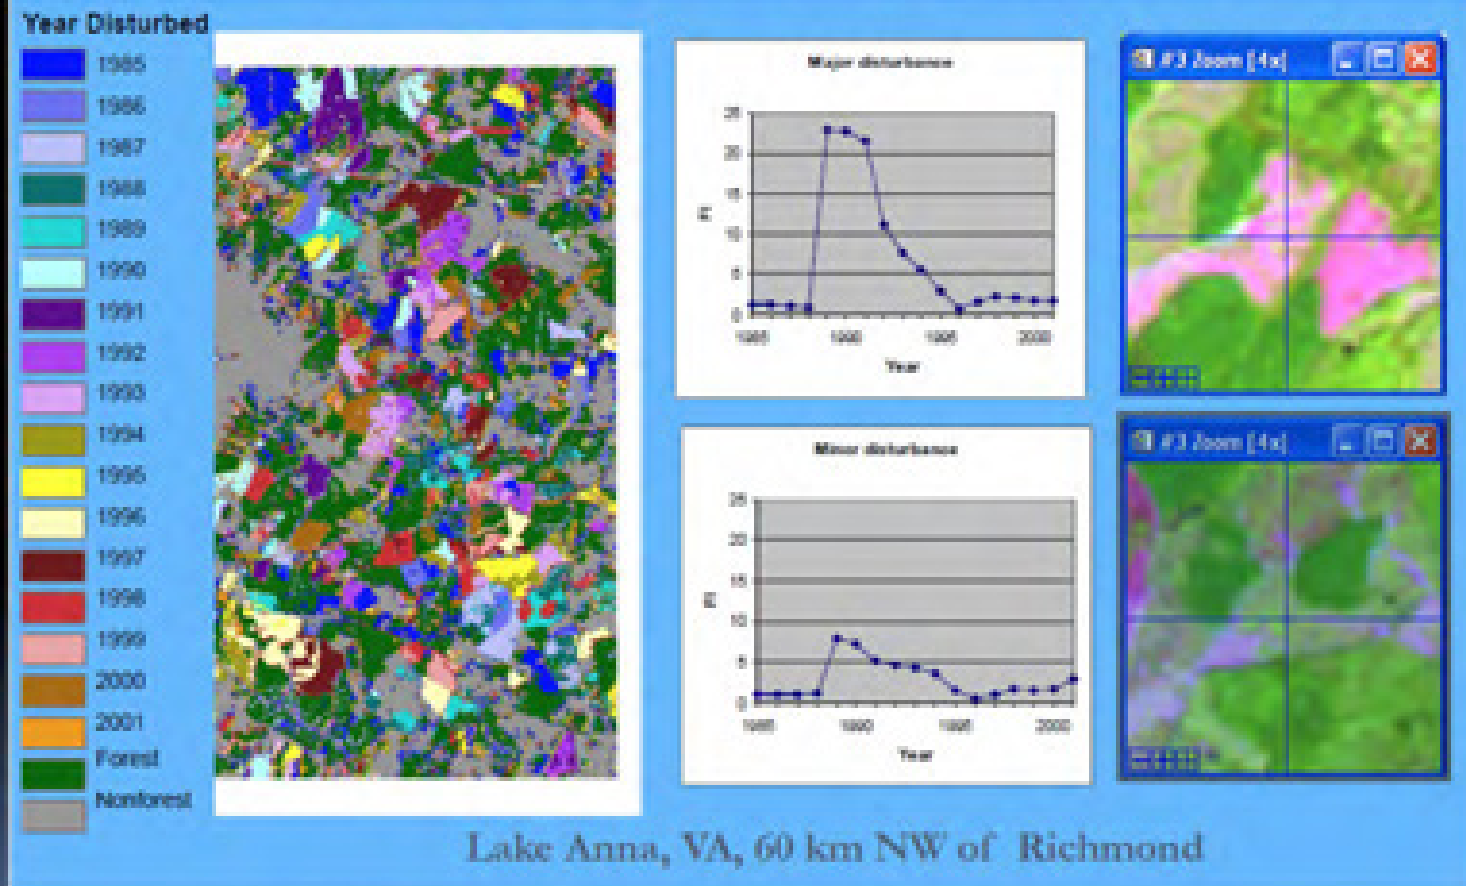 Year Disturbed
1985
1986
1987
1988
1989
1990
1991
1992
1993
1994
1995
1996
1997
1998
1999
2000
2001
Forest
Nonforest
Major disturbance
25
20
15
10
5
0
1985 1990 1995 2000
Year
Minor disturbance
25
20
15
10
5
0
1985 1990 1995 2000
Year
#3 Zoom [4x]
#3 Zoom [4x]
Lake Anna, VA, 60 km NW of Richmond